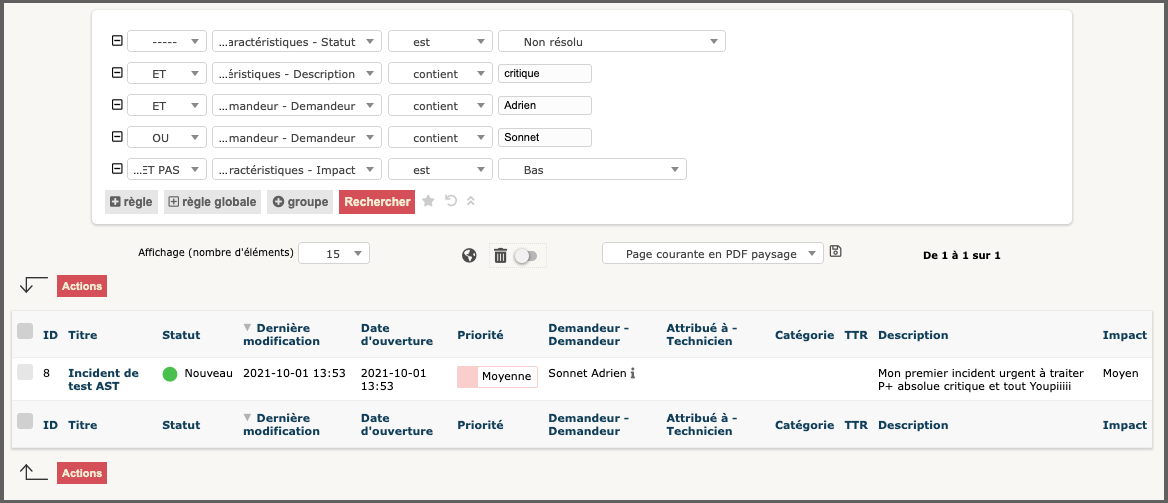 ----- ...aractéristiques - Statut est Non résolu
ET ...éristiques - Description contient critique
ET ...mandeur - Demandeur contient Adrien
OU ...mandeur - Demandeur contient Sonnet
...ET PAS ...ractéristiques - Impact est Bas
règle règle globale groupe Rechercher
Affichage (nombre d'éléments) 15 Page courante en PDF paysage De 1 à 1 sur 1
Actions
ID Titre Statut Dernière modification Date d'ouverture Priorité Demandeur - Demandeur Attribué à - Technicien Catégorie TTR Description Impact
8 Incident de test AST Nouveau 2021-10-01 13:53 2021-10-01 13:53 Moyenne Sonnet Adrien Mon premier incident urgent à traiter P+ absolue critique et tout Youpiiiii Moyen
ID Titre Statut Dernière modification Date d'ouverture Priorité Demandeur - Demandeur Attribué à - Technicien Catégorie TTR Description Impact
Actions